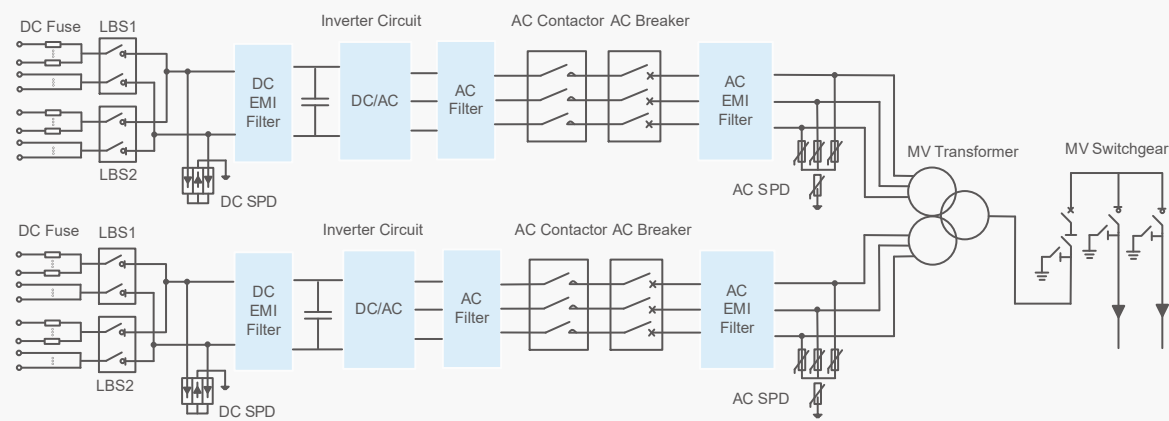 DC Fuse
LBS1
LBS2
DC SPD
DC
EMI
Filter
Inverter Circuit
DC/AC
AC
Filter
AC Contactor
AC Breaker
AC
EMI
Filter
AC SPD
MV Transformer
MV Switchgear
DC Fuse
LBS1
LBS2
DC SPD
DC
EMI
Filter
Inverter Circuit
DC/AC
AC
Filter
AC Contactor
AC Breaker
AC
EMI
Filter
AC SPD